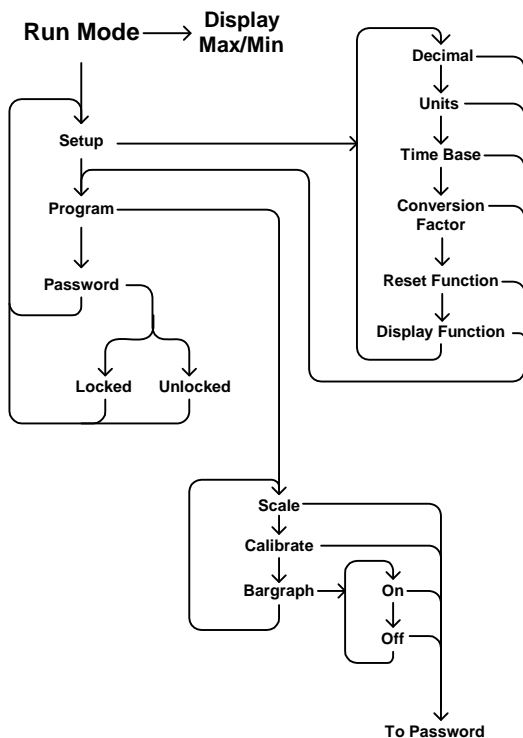 Run Mode
Display
Max/Min
Setup
Program
Password
Locked
Unlocked
Decimal
Units
Time Base
Conversion
Factor
Reset Function
Display Function
Scale
Calibrate
Bargraph
On
Off
To Password